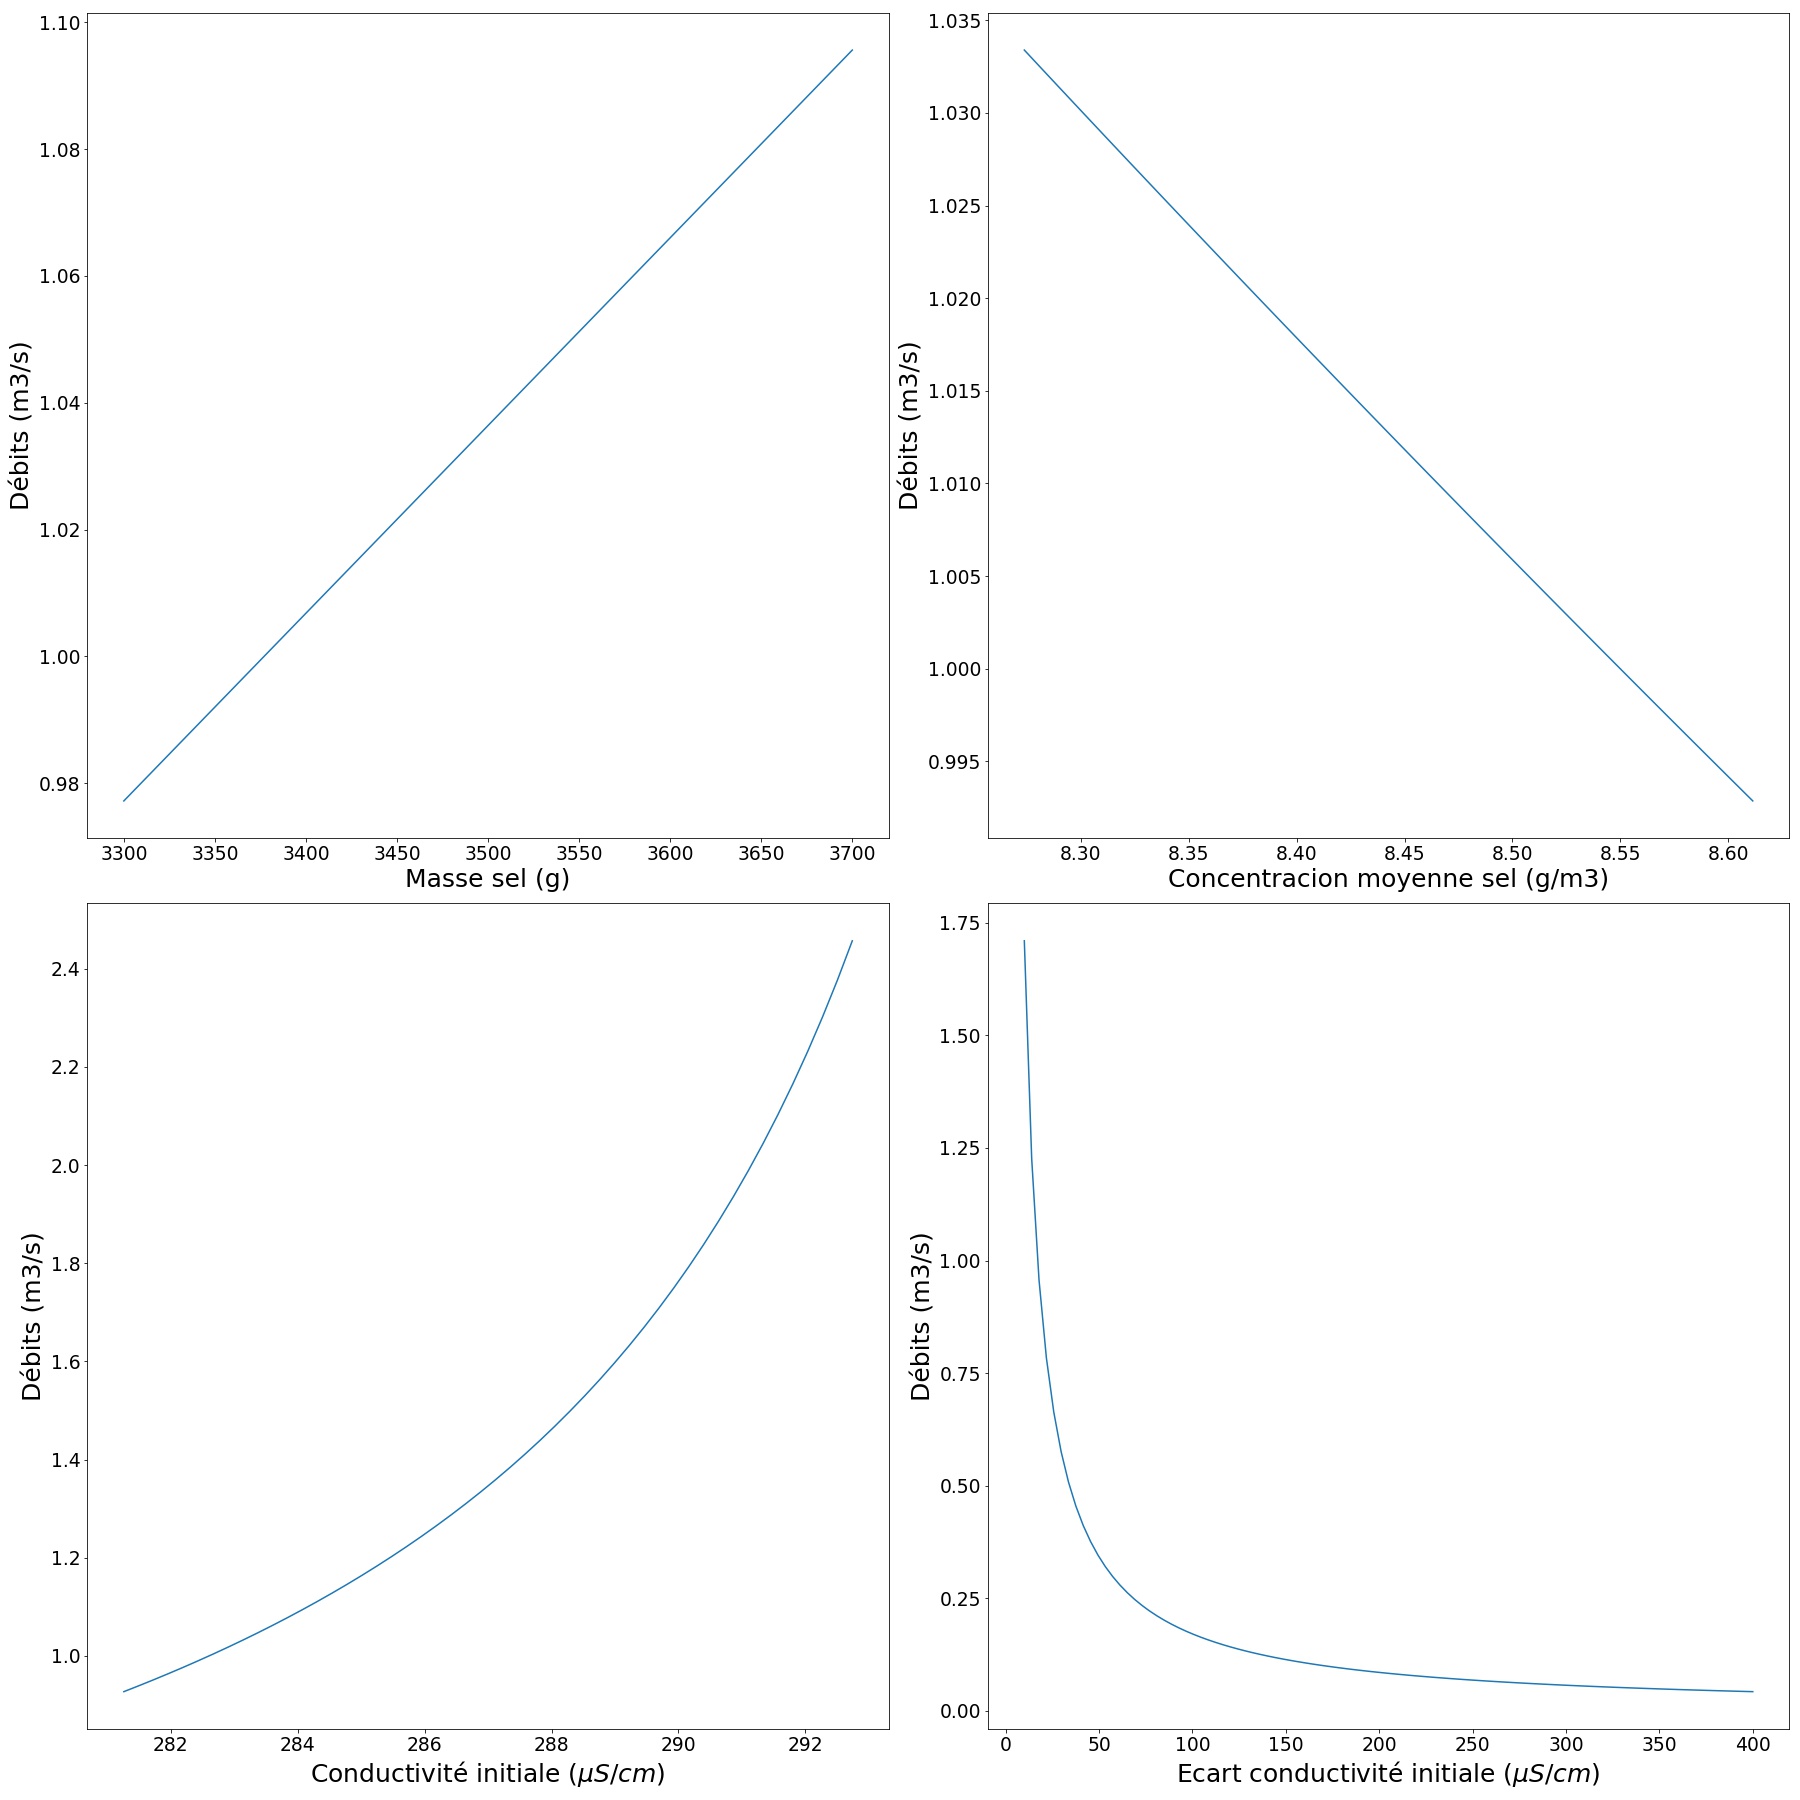 1.10
1.08
1.06
1.04
1.02
1.00
0.98
Débits (m3/s)
3300 3350 3400 3450 3500 3550 3600 3650 3700
Masse sel (g)
1.035
1.030
1.025
1.020
1.015
1.010
1.005
1.000
0.995
Débits (m3/s)
8.30 8.35 8.40 8.45 8.50 8.55 8.60
Concentracion moyenne sel (g/m3)
2.4
2.2
2.0
1.8
1.6
1.4
1.2
1.0
Débits (m3/s)
282 284 286 288 290 292
Conductivité initiale (μS/cm)
1.75
1.50
1.25
1.00
0.75
0.50
0.25
0.00
Débits (m3/s)
0 50 100 150 200 250 300 350 400
Ecart conductivité initiale (μS/cm)